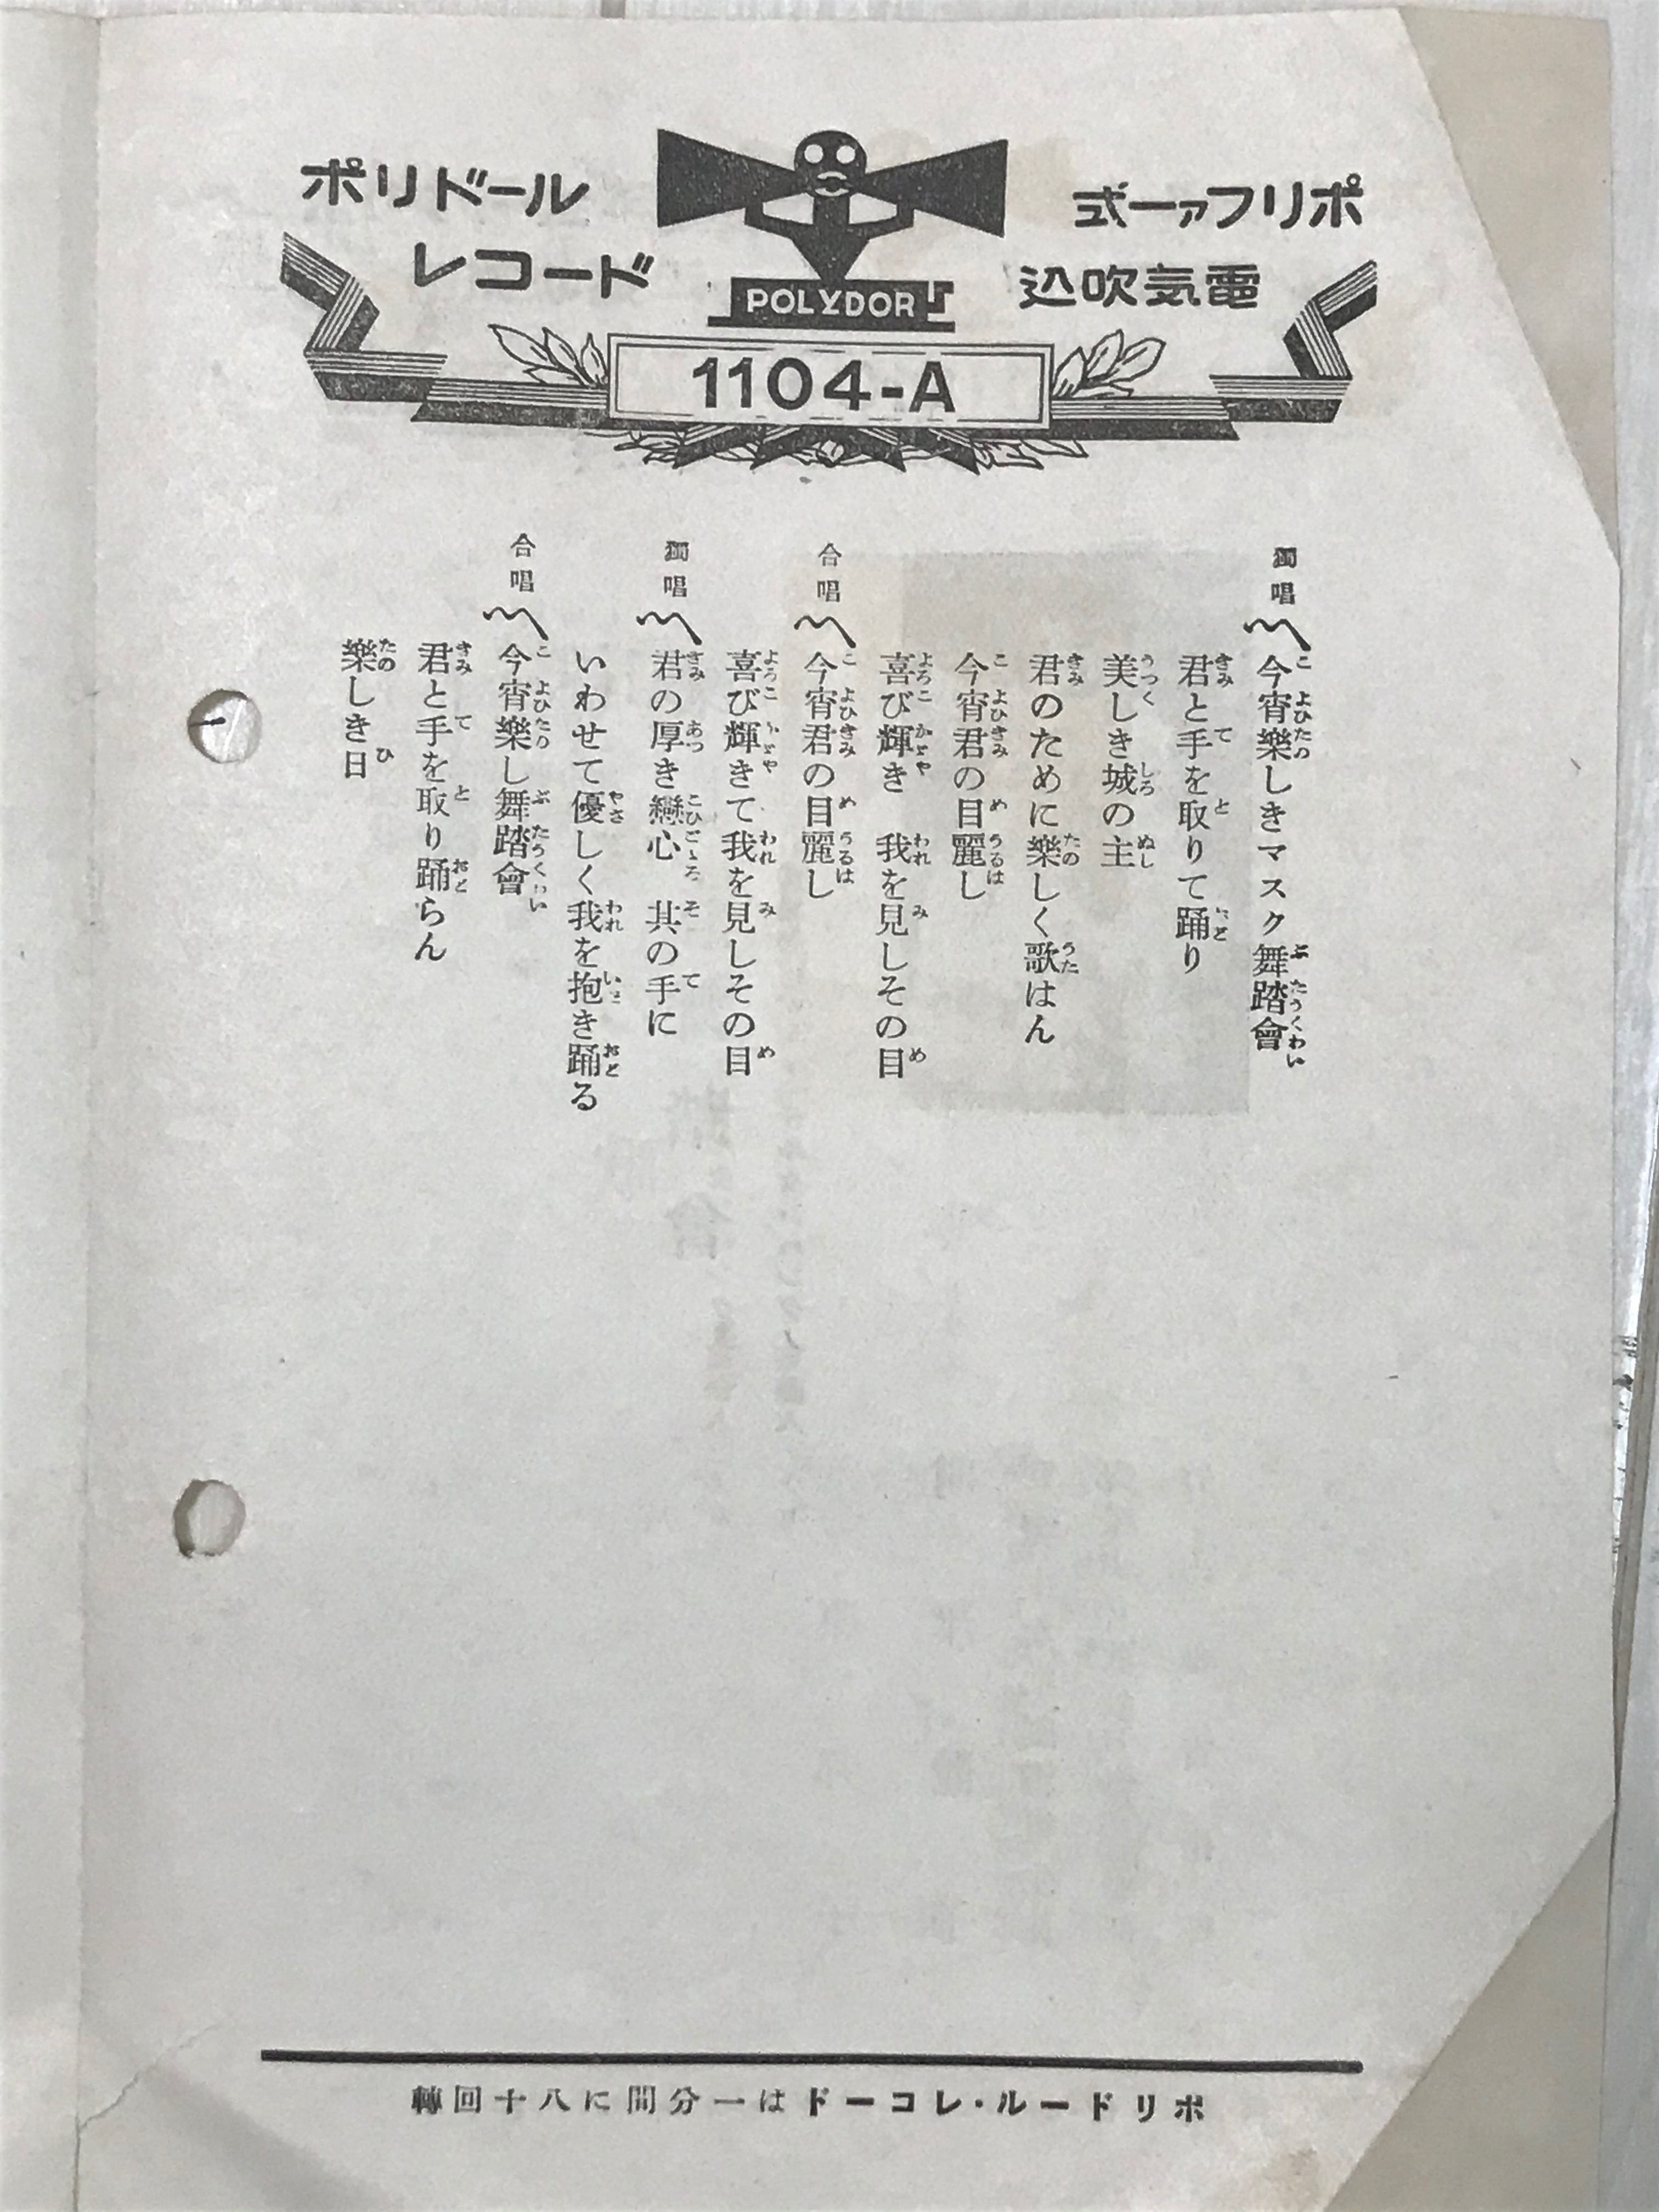 ポリドール
レコード
POLYDOR
ポリファー式
電気吹込
1104-A
獨唱 今宵樂しきマスク舞踏會
君と手を取りて踊り
美しき城の主
君のために樂しく歌はん
今宵君の目麗し
喜び輝き 我を見しその目
合唱 今宵君の目麗し
喜び輝きて我を見しその目
獨唱 君の厚き戀心 其の手に
いわせて優しく我を抱き踊る
合唱 今宵樂し舞踏會
君と手を取り踊らん
樂しき日
ポリドール・レコードは一分間に八十回轉